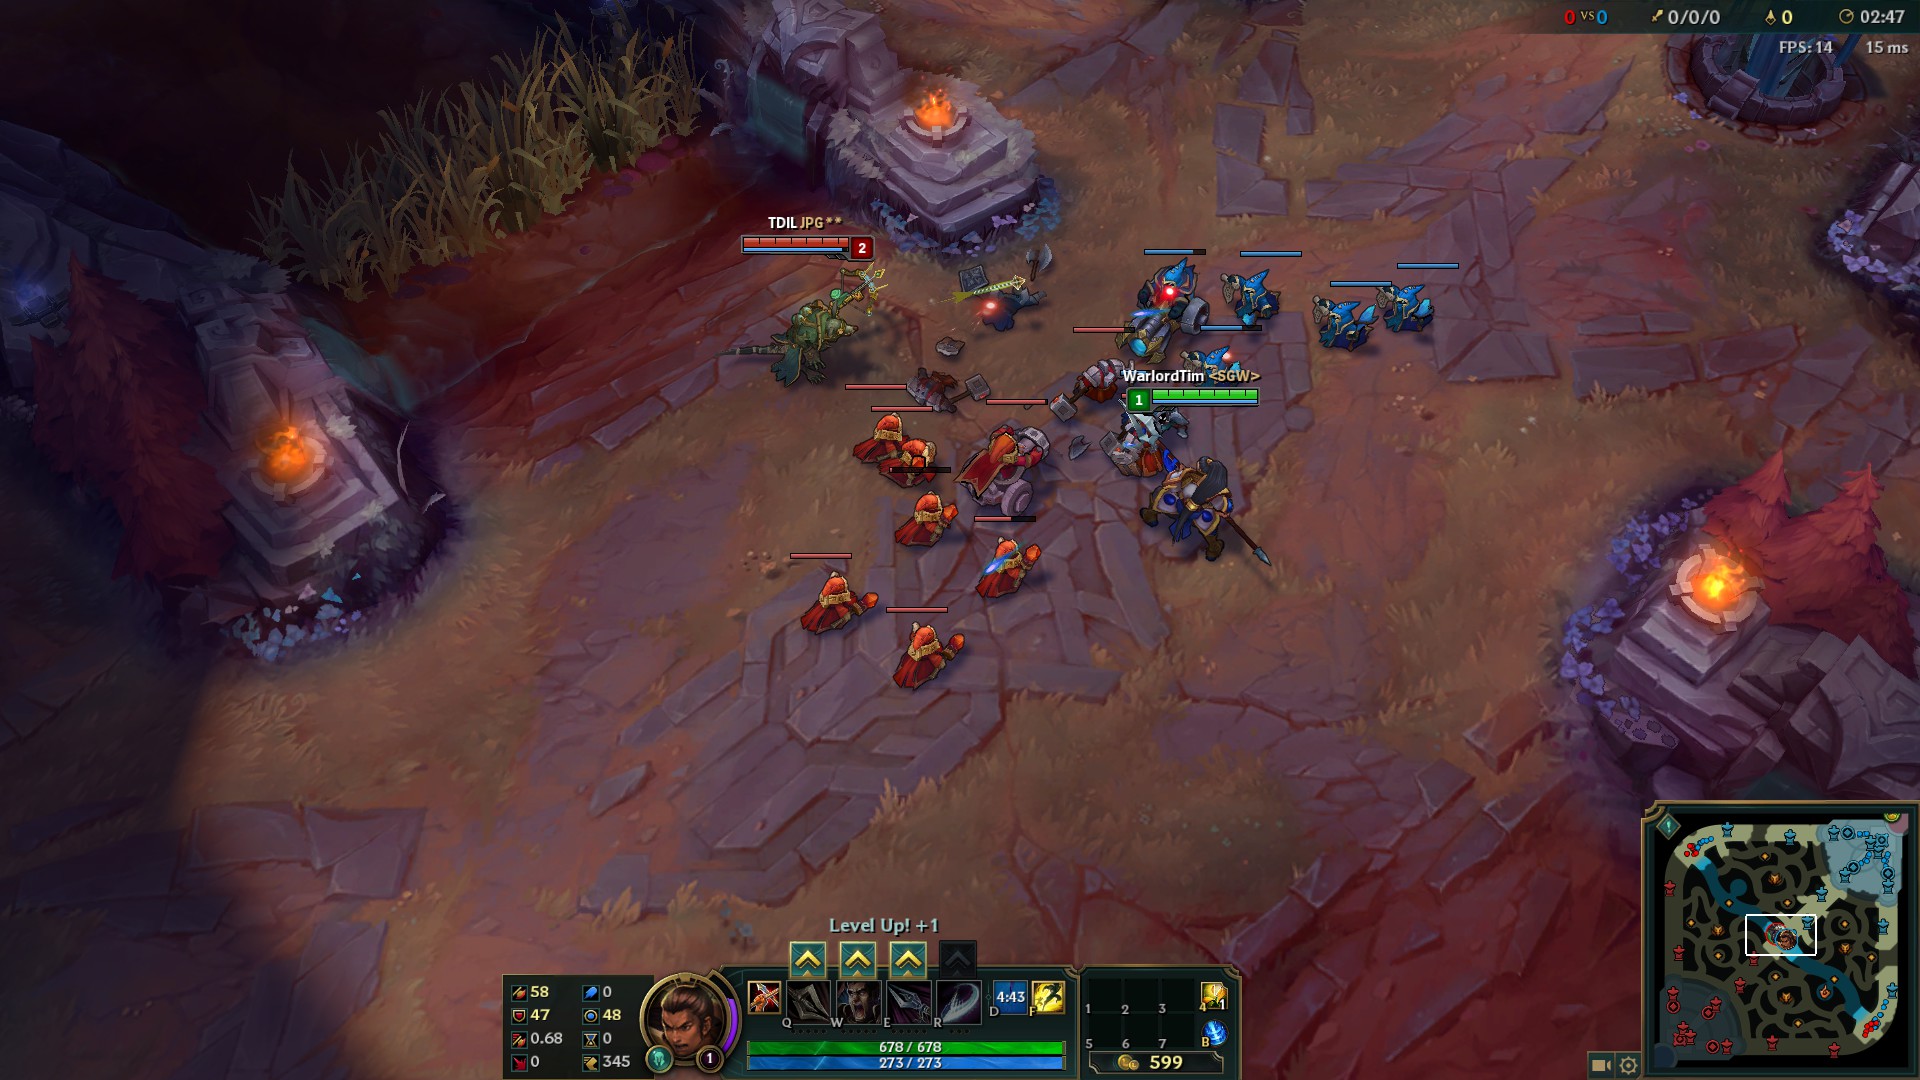 0 VS 0 0/0/0 0 02:47
FPS: 14 15 ms
TDIL JPG**
2
WarlordTim <SGW>
1
Level Up! +1
58 0
47 48
0.68 0
0 345
1
Q W E R
4:43
D F
678 / 678
273 / 273
1 2 3 4 1
5 6 7 B
599